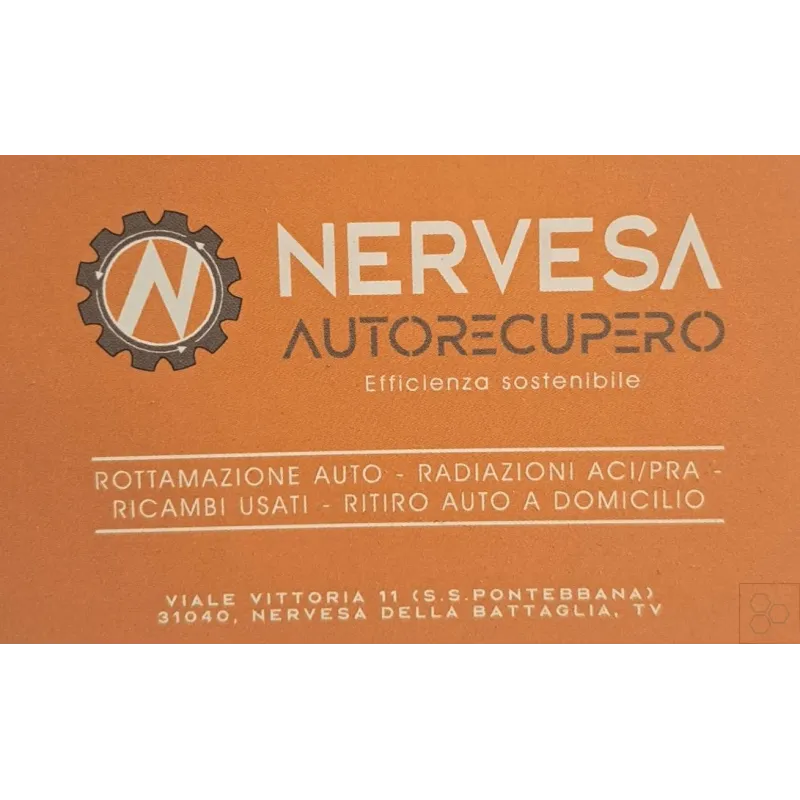 N
NERVESA
AUTORECUPERO
Efficienza sostenibile
ROTTAMAZIONE AUTO - RADIAZIONI ACI/PRA -
RICAMBI USATI - RITIRO AUTO A DOMICILIO
VIALE VITTORIA 11 (S.S.PONTEBBANA)
31040, NERVESA DELLA BATTAGLIA, TV